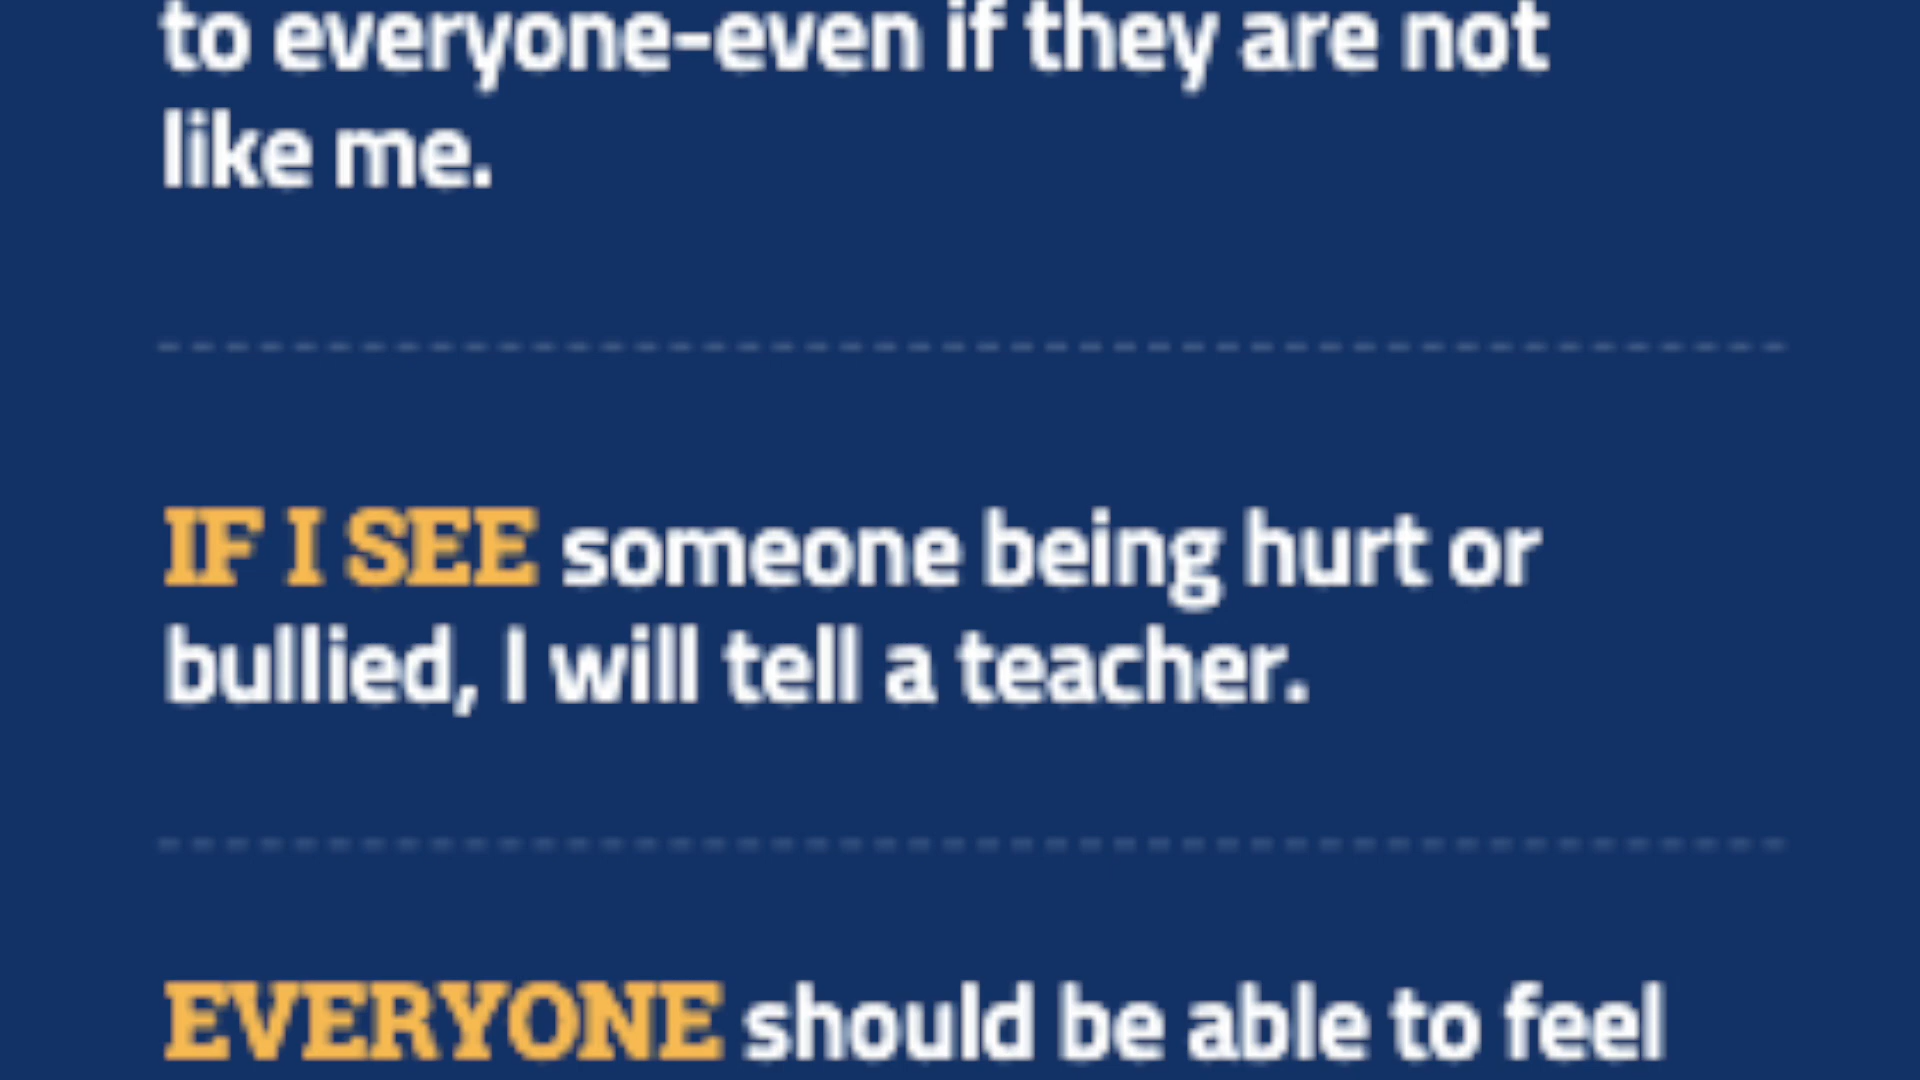 to everyone-even if they are not
like me.
IF I SEE someone being hurt or
bullied, I will tell a teacher.
EVERYONE should be able to feel